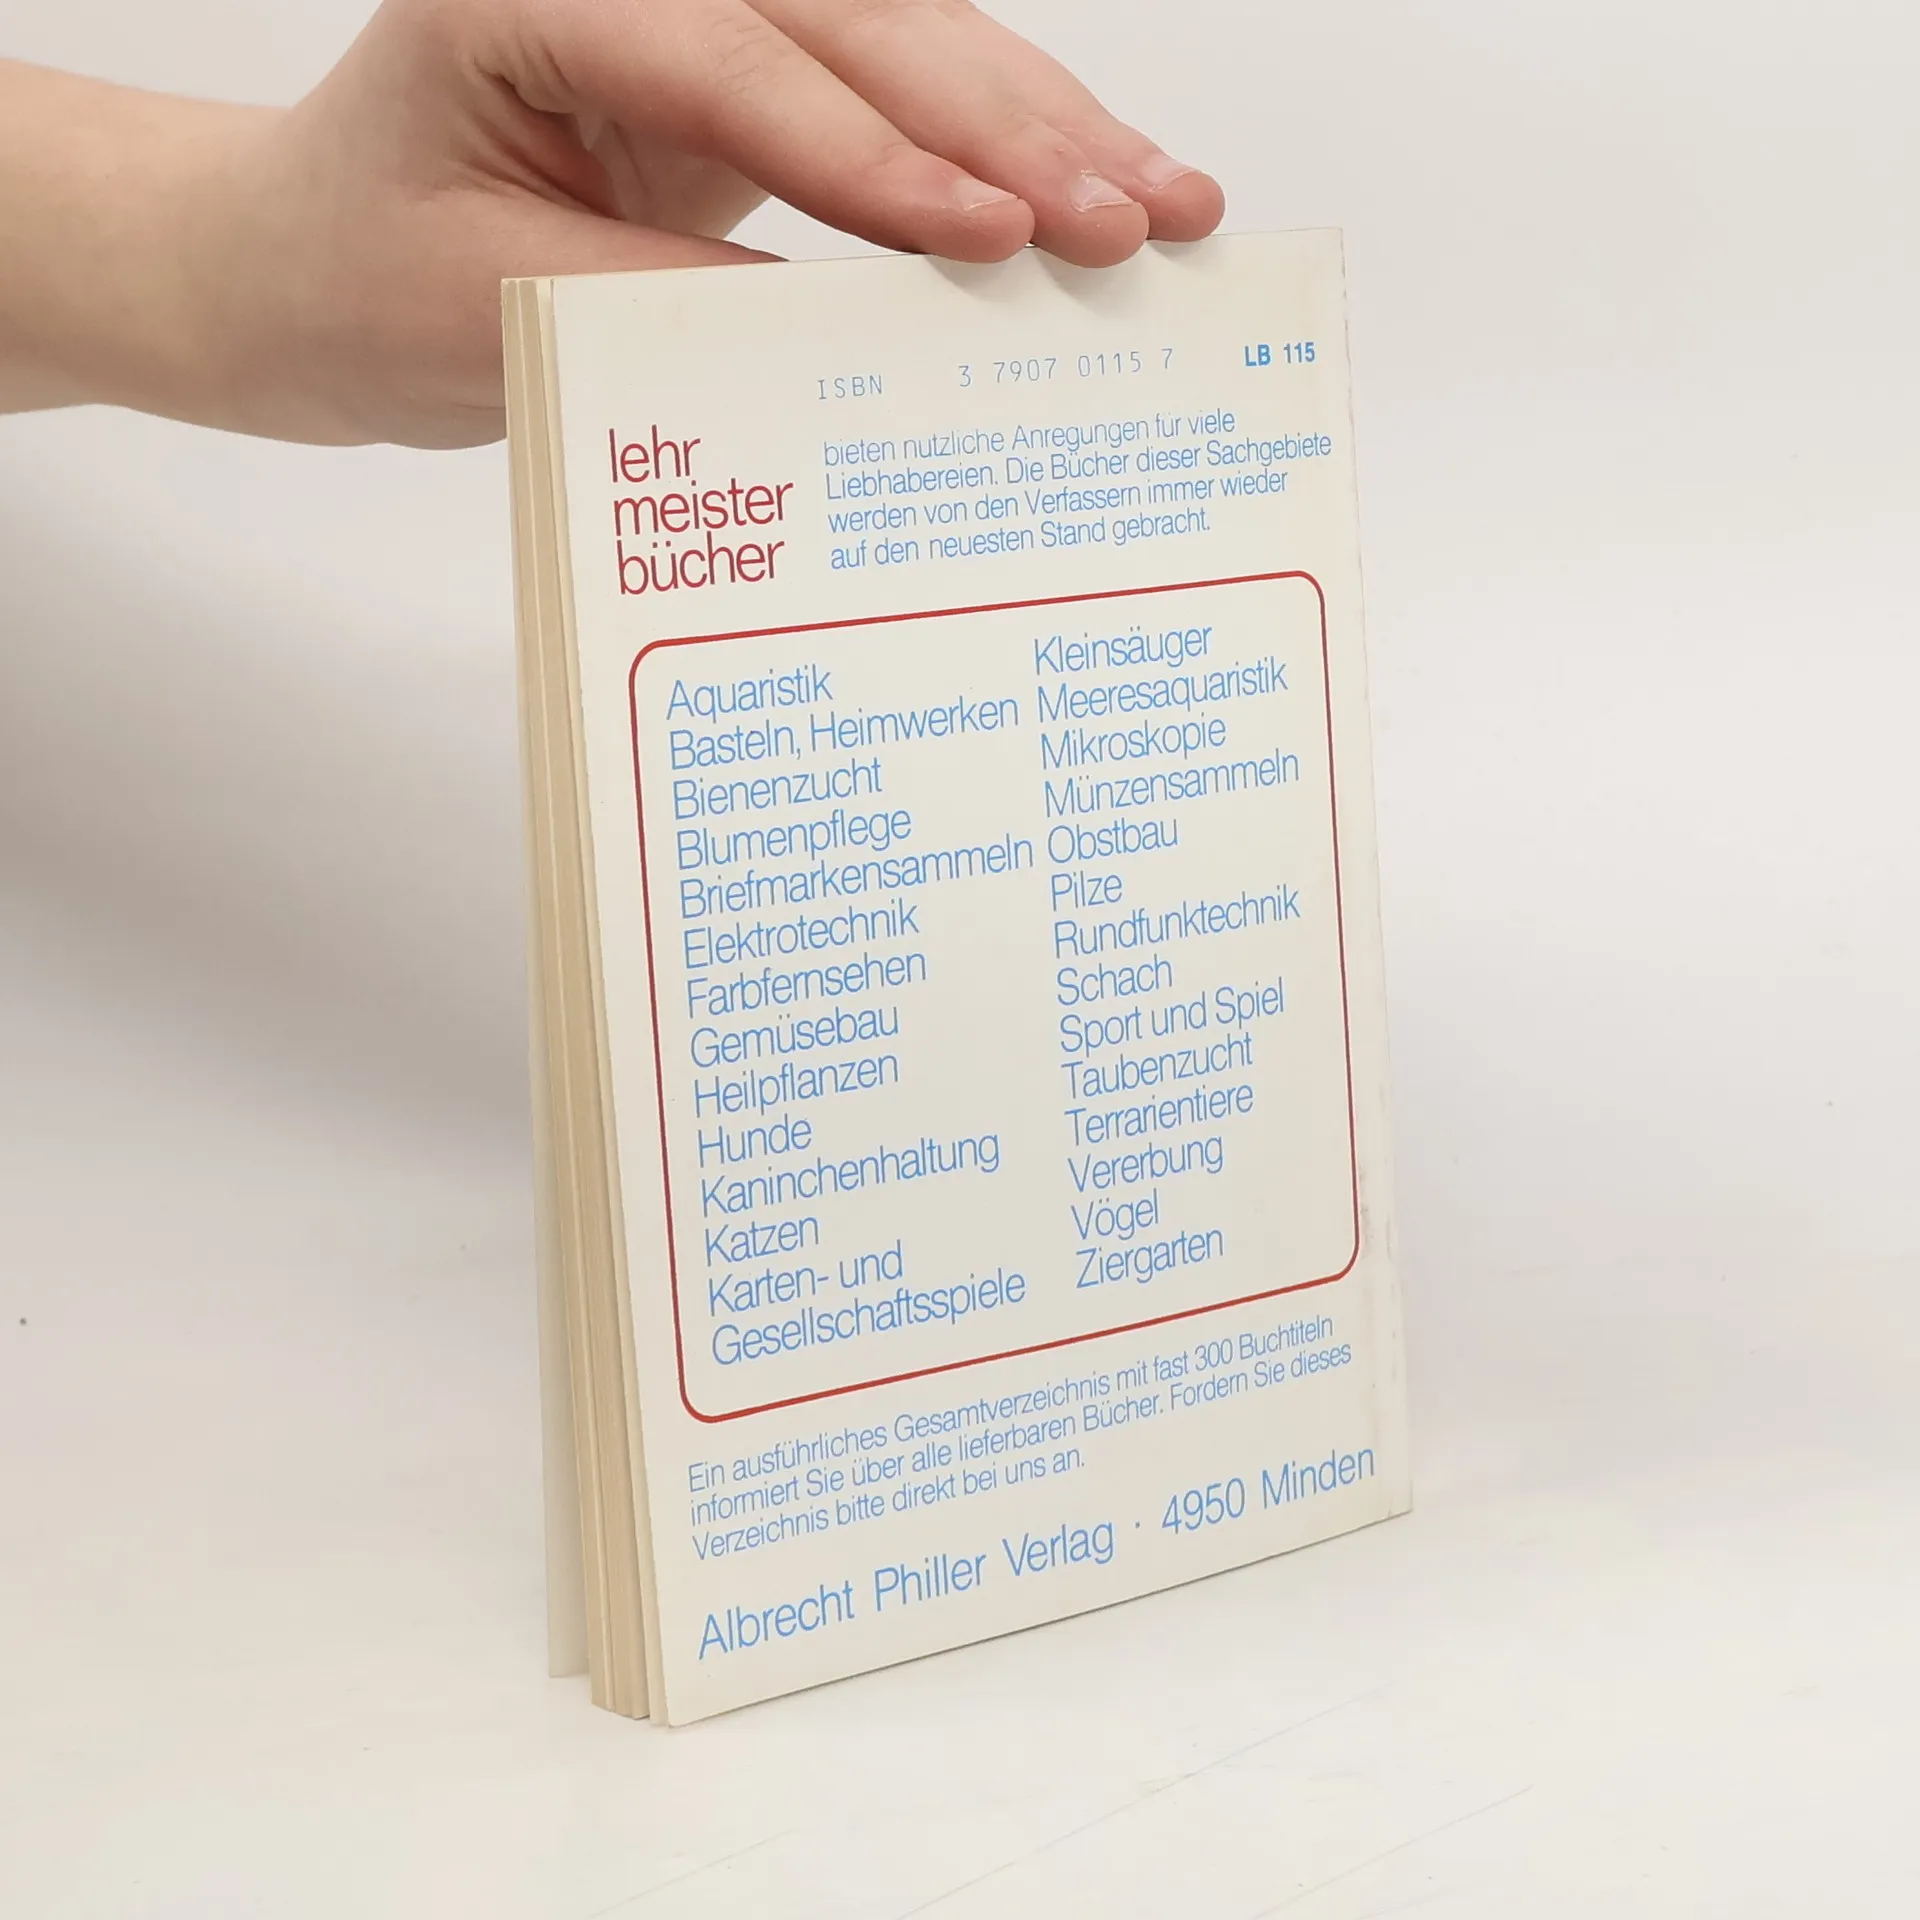 ISBN 3 7907 0115 7 LB 115
lehr
meister
bücher
bieten nutzliche Anregungen für viele
Liebhabereien. Die Bücher dieser Sachgebiete
werden von den Verfassern immer wieder
auf den neuesten Stand gebracht.
Aquaristik
Basteln, Heimwerken
Bienenzucht
Blumenpflege
Briefmarkensammeln
Elektrotechnik
Farbfernsehen
Gemüsebau
Heilpflanzen
Hunde
Kaninchenhaltung
Katzen
Karten- und
Gesellschaftsspiele
Kleinsäuger
Meeresaquaristik
Mikroskopie
Münzensammeln
Obstbau
Pilze
Rundfunktechnik
Schach
Sport und Spiel
Taubenzucht
Terrarientiere
Vererbung
Vögel
Ziergarten
Ein ausführliches Gesamtverzeichnis mit fast 300 Buchtiteln
informiert Sie über alle lieferbaren Bücher. Fordern Sie dieses
Verzeichnis bitte direkt bei uns an.
Albrecht Philler Verlag · 4950 Minden